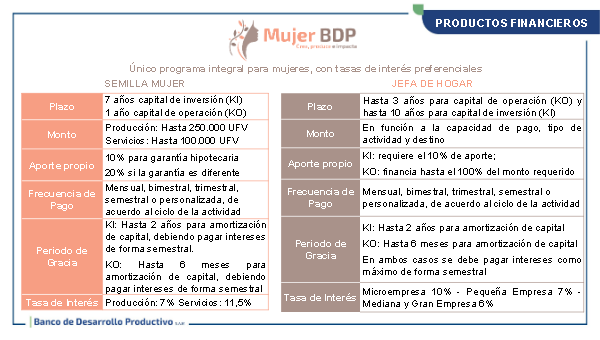 PRODUCTOS FINANCIEROS
Mujer BDP
Crea, produce e impacta
Único programa integral para mujeres, con tasas de interés preferenciales
SEMILLA MUJER
Plazo
7 años capital de inversión (KI)
1 año capital de operación (KO)
Monto
Producción: Hasta 250.000 UFV
Servicios: Hasta 100.000 UFV
Aporte propio
10% para garantía hipotecaria
20% si la garantía es diferente
Frecuencia de
Pago
Mensual, bimestral, trimestral,
semestral o personalizada, de
acuerdo al ciclo de la actividad
Periodo de
Gracia
KI: Hasta 2 años para amortización
de capital, debiendo pagar intereses
de forma semestral.
KO: Hasta 6 meses para
amortización de capital, debiendo
pagar intereses de forma semestral
Tasa de Interés
Producción: 7% Servicios: 11,5%
JEFA DE HOGAR
Plazo
Hasta 3 años para capital de operación (KO) y
hasta 10 años para capital de inversión (KI)
Monto
En función a la capacidad de pago, tipo de
actividad y destino
Aporte propio
KI: requiere el 10% de aporte;
KO: financia hasta el 100% del monto requerido
Frecuencia de
Pago
Mensual, bimestral, trimestral, semestral o
personalizada, de acuerdo al ciclo de la actividad
Periodo de
Gracia
KI: Hasta 2 años para amortización de capital
KO: Hasta 6 meses para amortización de capital
En ambos casos se debe pagar intereses como
máximo de forma semestral
Tasa de Interés
Microempresa 10% - Pequeña Empresa 7% -
Mediana y Gran Empresa 6%
Banco de Desarrollo Productivo S.A.M.